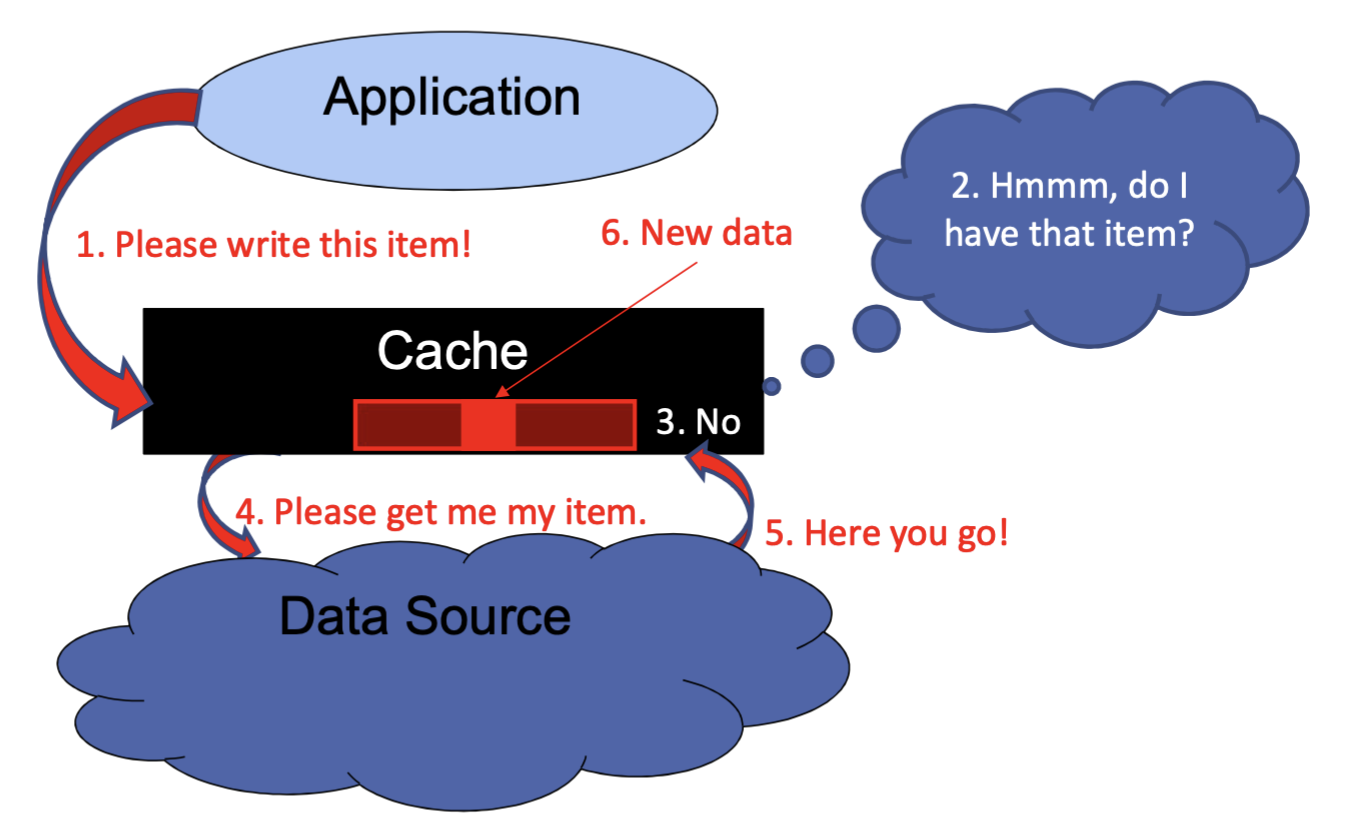 Application
1. Please write this item!
6. New data
2. Hmmm, do I
have that item?
Cache
3. No
4. Please get me my item.
5. Here you go!
Data Source